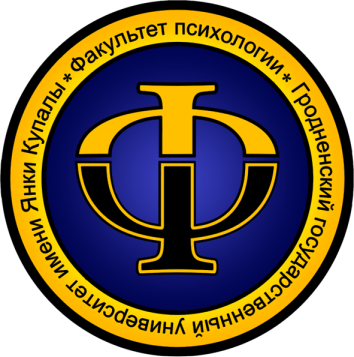 * Факультет психологии *
Гродненский государственный университет имени Янки Купалы